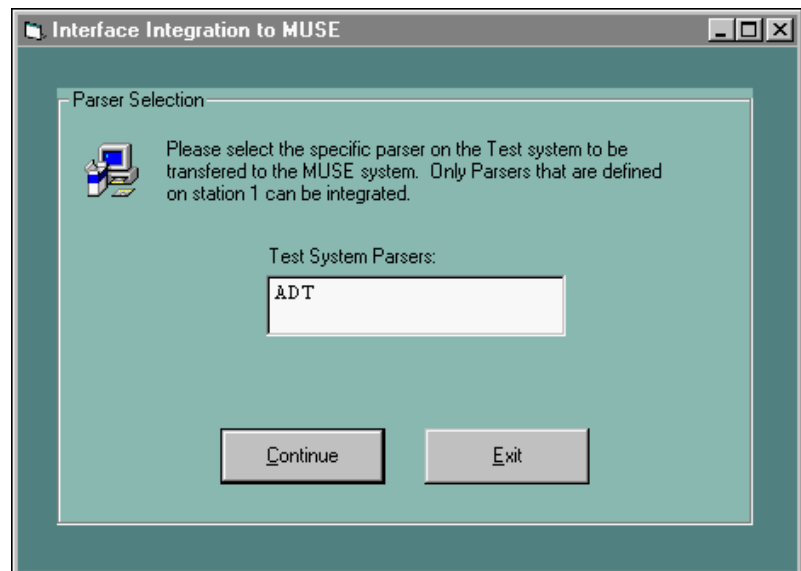 Interface Integration to MUSE
Parser Selection
Please select the specific parser on the Test system to be
transfered to the MUSE system. Only Parsers that are defined
on station 1 can be integrated.
Test System Parsers:
ADT
Continue
Exit